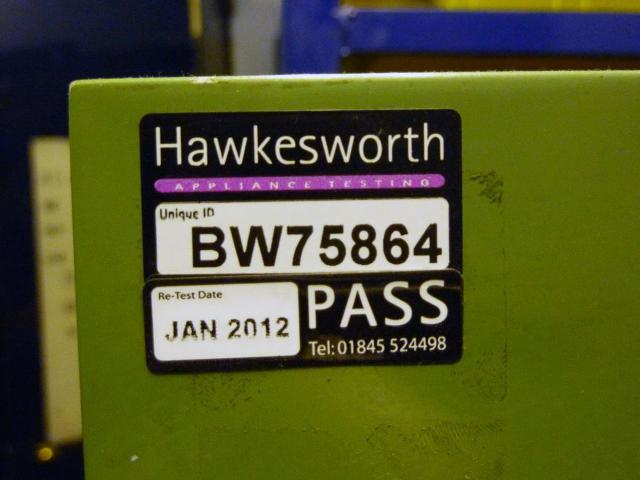 Hawkesworth
APPLIANCE TESTING
Unique ID
BW75864
Re-Test Date
JAN 2012
PASS
Tel: 01845 524498